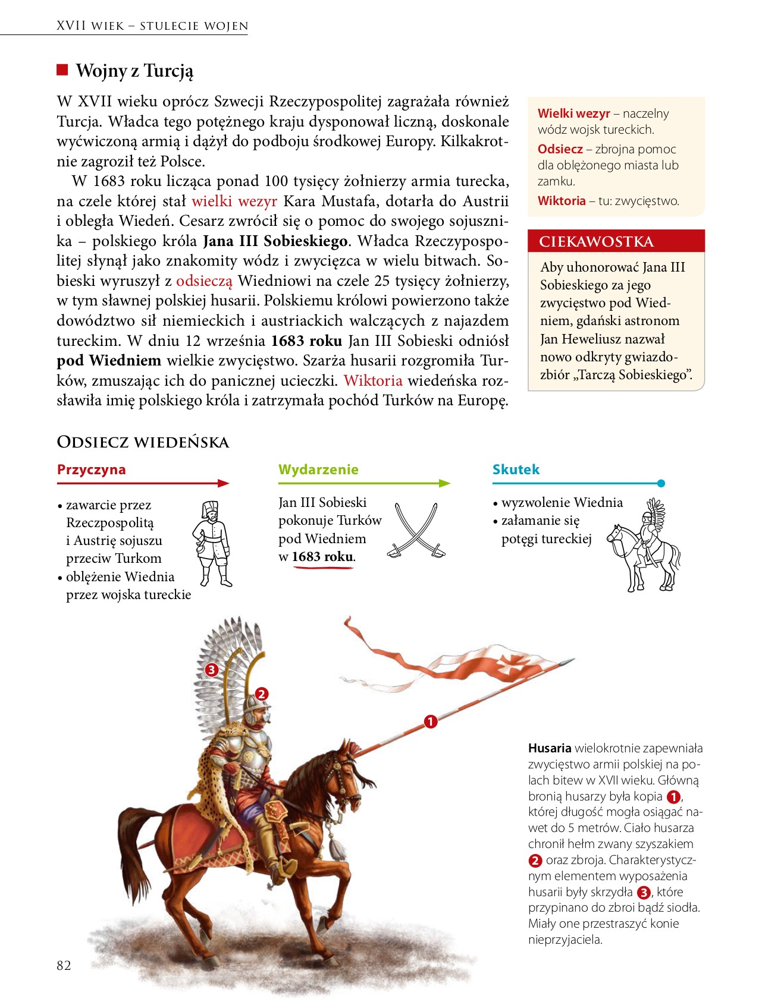 XVII WIEK – STULECIE WOJEN
Wojny z Turcją
W XVII wieku oprócz Szwecji Rzeczypospolitej zagrażała również
Turcja. Władca tego potężnego kraju dysponował liczną, doskonale
wyćwiczoną armią i dążył do podboju środkowej Europy. Kilkakrot-
nie zagroził też Polsce.
W 1683 roku licząca ponad 100 tysięcy żołnierzy armia turecka,
na czele której stał wielki wezyr Kara Mustafa, dotarła do Austrii
i obległa Wiedeń. Cesarz zwrócił się o pomoc do swojego sojuszni-
ka – polskiego króla Jana III Sobieskiego. Władca Rzeczypospo-
litej słynął jako znakomity wódz i zwycięzca w wielu bitwach. So-
bieski wyruszył z odsieczą Wiedniowi na czele 25 tysięcy żołnierzy,
w tym sławnej polskiej husarii. Polskiemu królowi powierzono także
dowództwo sił niemieckich i austriackich walczących z najazdem
tureckim. W dniu 12 września 1683 roku Jan III Sobieski odniósł
pod Wiedniem wielkie zwycięstwo. Szarża husarii rozgromiła Tur-
ków, zmuszając ich do panicznej ucieczki. Wiktoria wiedeńska roz-
sławiła imię polskiego króla i zatrzymała pochód Turków na Europę.
Wielki wezyr – naczelny
wódz wojsk tureckich.
Odsiecz – zbrojna pomoc
dla oblężonego miasta lub
zamku.
Wiktoria – tu: zwycięstwo.
CIEKAWOSTKA
Aby uhonorować Jana III
Sobieskiego za jego
zwycięstwo pod Wied-
niem, gdański astronom
Jan Heweliusz nazwał
nowo odkryty gwiazdo-
zbiór „Tarczą Sobieskiego”.
ODSIECZ WIEDEŃSKA
Przyczyna
• zawarcie przez
Rzeczpospolitą
i Austrię sojuszu
przeciw Turkom
• oblężenie Wiednia
przez wojska tureckie
Wydarzenie
Jan III Sobieski
pokonuje Turków
pod Wiedniem
w 1683 roku.
Skutek
• wyzwolenie Wiednia
• załamanie się
potęgi tureckiej
3
2
1
Husaria wielokrotnie zapewniała
zwycięstwo armii polskiej na po-
lach bitew w XVII wieku. Główną
bronią husarzy była kopia 1,
której długość mogła osiągać na-
wet do 5 metrów. Ciało husarza
chronił hełm zwany szyszakiem
2 oraz zbroja. Charakterystycz-
nym elementem wyposażenia
husarii były skrzydła 3, które
przypinano do zbroi bądź siodła.
Miały one przestraszyć konie
nieprzyjaciela.
82